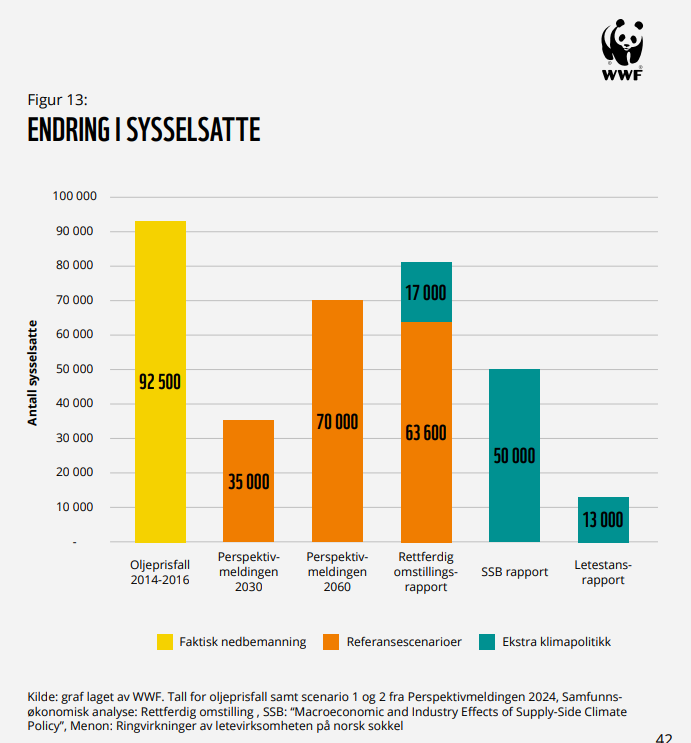 WWF
Figur 13:
ENDRING I SYSSELSATTE
Antall sysselsatte
100 000
90 000
80 000
70 000
60 000
50 000
40 000
30 000
20 000
10 000
-
92 500
35 000
70 000
17 000
63 600
50 000
13 000
Oljeprisfall
2014-2016
Perspektiv-
meldingen
2030
Perspektiv-
meldingen
2060
Rettferdig
omstillings-
rapport
SSB rapport
Letestans-
rapport
Faktisk nedbemanning
Referansescenarioer
Ekstra klimapolitikk
Kilde: graf laget av WWF. Tall for oljeprisfall samt scenario 1 og 2 fra Perspektivmeldingen 2024, Samfunns-
økonomisk analyse: Rettferdig omstilling , SSB: “Macroeconomic and Industry Effects of Supply-Side Climate
Policy”, Menon: Ringvirkninger av letevirksomheten på norsk sokkel
42